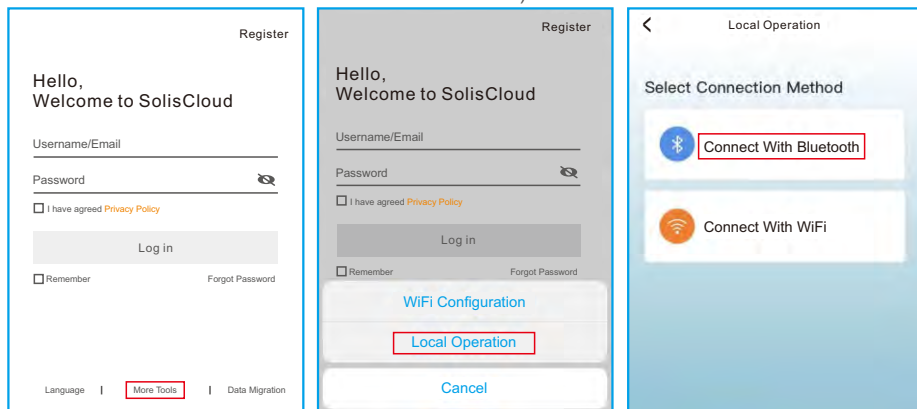 Register
Hello,
Welcome to SolisCloud
Username/Email
Password
I have agreed Privacy Policy
Log in
Remember Forgot Password
Language | More Tools | Data Migration
Register
Hello,
Welcome to SolisCloud
Username/Email
Password
I have agreed Privacy Policy
Log in
Remember Forgot Password
WiFi Configuration
Local Operation
Cancel
Local Operation
Select Connection Method
Connect With Bluetooth
Connect With WiFi